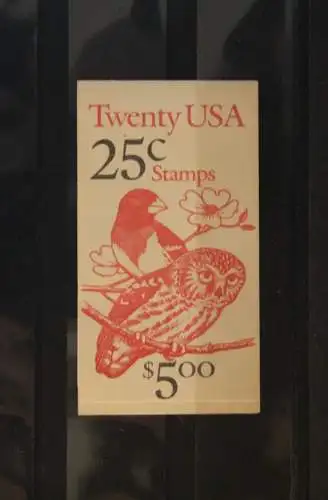 Twenty USA
25c
Stamps
$5.00